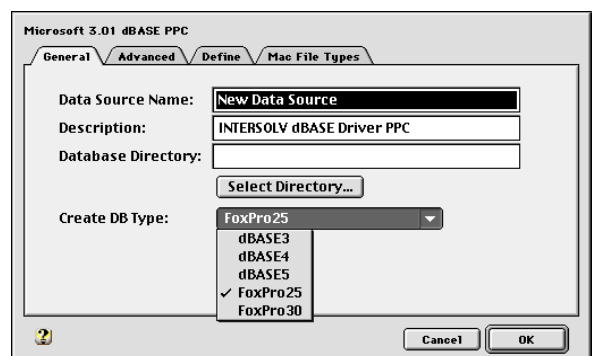 Microsoft 3.01 dBASE PPC
General Advanced Define Mac File Types
Data Source Name: New Data Source
Description: INTERSOLV dBASE Driver PPC
Database Directory:
Select Directory...
Create DB Type: FoxPro25
dBASE3
dBASE4
dBASE5
✓ FoxPro25
FoxPro30
? Cancel OK